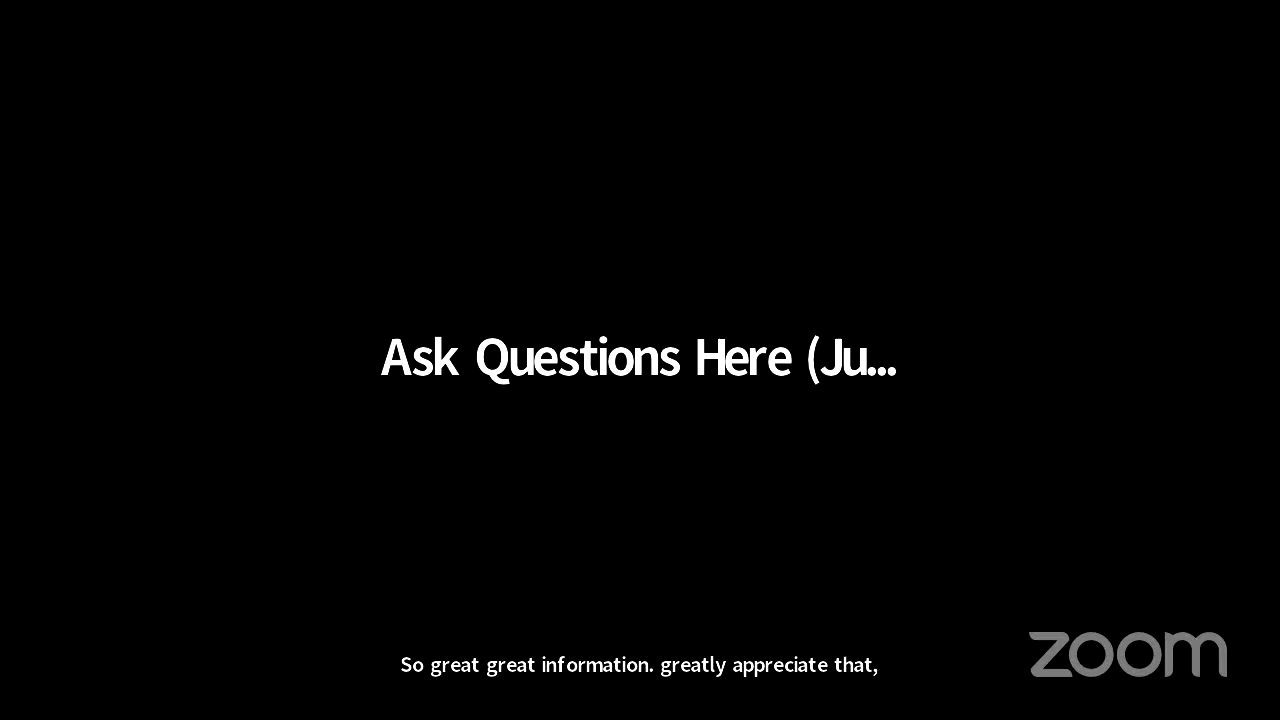 Ask Questions Here (Ju...
So great great information. greatly appreciate that,
zoom